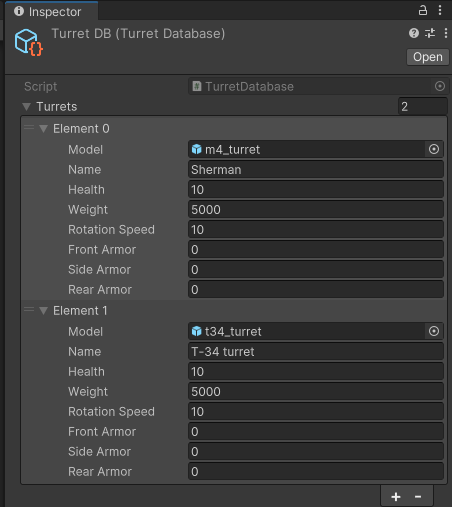 Inspector
Turret DB (Turret Database)
Open
Script TurretDatabase
Turrets 2
Element 0
Model m4_turret
Name Sherman
Health 10
Weight 5000
Rotation Speed 10
Front Armor 0
Side Armor 0
Rear Armor 0
Element 1
Model t34_turret
Name T-34 turret
Health 10
Weight 5000
Rotation Speed 10
Front Armor 0
Side Armor 0
Rear Armor 0